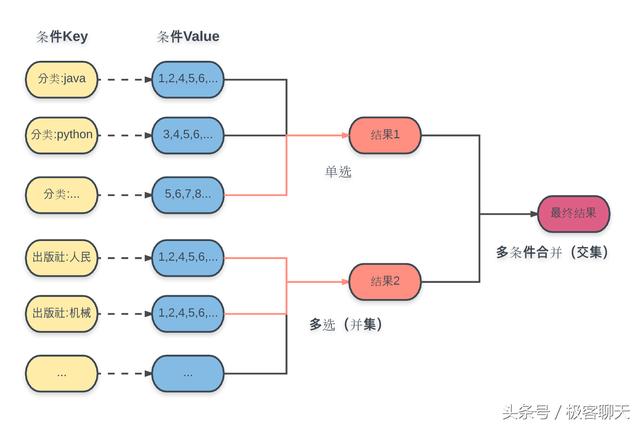 条件Key 条件Value
分类:java 1,2,4,5,6,...
分类:python 3,4,5,6,... 结果1
单选
分类:... 5,6,7,8...
最终结果
多条件合并（交集）
出版社:人民 1,2,4,5,6,...
结果2
出版社:机械 1,2,4,5,6,...
多选（并集）
... ...
头条号 / 极客聊天